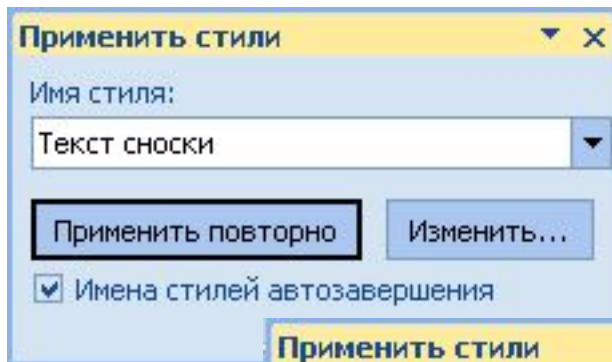 Применить стили
Имя стиля:
Текст сноски
Применить повторно Изменить...
Имена стилей автозавершения
Применить стили